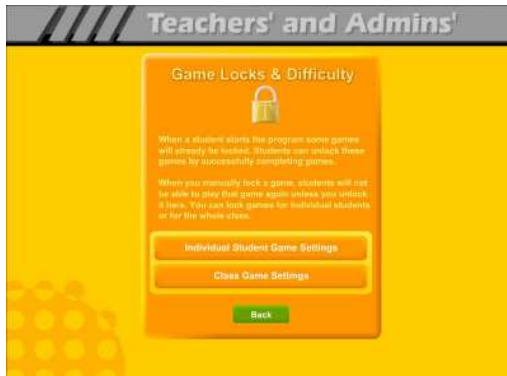 Teachers' and Admins'
Game Locks & Difficulty
When a student starts the program some games
will already be locked. Students can unlock these
games by successfully completing games.
When you manually lock a game, students will not
be able to play that game again unless you unlock
it here. You can lock games for individual students
or for the whole class.
Individual Student Game Settings
Class Game Settings
Back